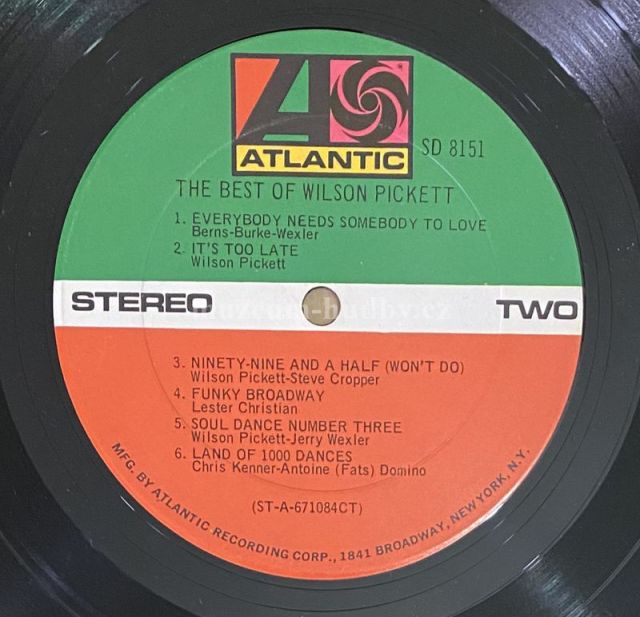 ATLANTIC
SD 8151
THE BEST OF WILSON PICKETT
1. EVERYBODY NEEDS SOMEBODY TO LOVE
Berns-Burke-Wexler
2. IT'S TOO LATE
Wilson Pickett
STEREO
muzeum-hudby.cz
TWO
3. NINETY-NINE AND A HALF (WON'T DO)
Wilson Pickett-Steve Cropper
4. FUNKY BROADWAY
Lester Christian
5. SOUL DANCE NUMBER THREE
Wilson Pickett-Jerry Wexler
6. LAND OF 1000 DANCES
Chris Kenner-Antoine (Fats) Domino
(ST-A-671084CT)
MFG. BY ATLANTIC RECORDING CORP., 1841 BROADWAY, NEW YORK, N.Y.